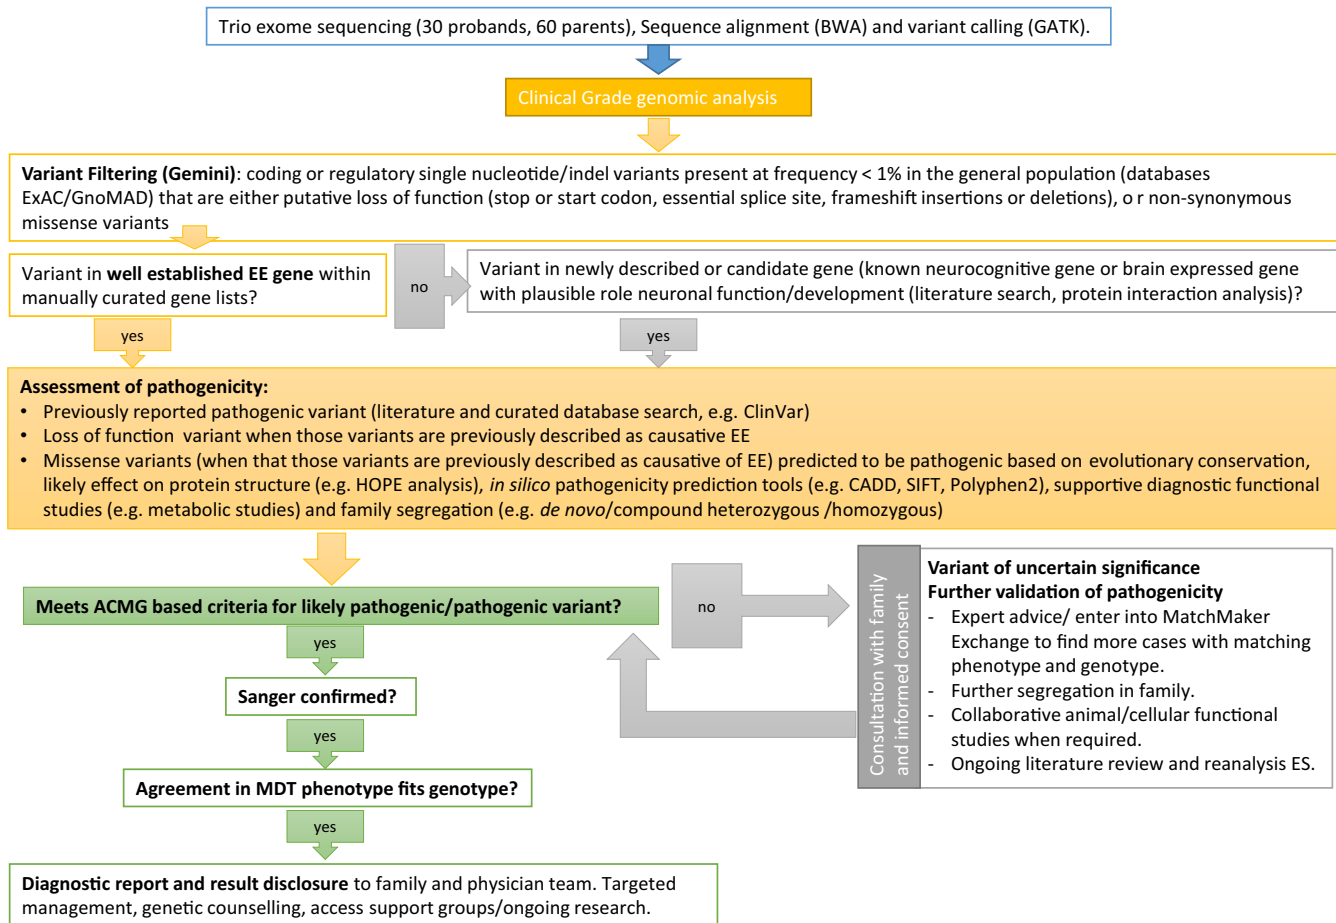 Trio exome sequencing (30 probands, 60 parents), Sequence alignment (BWA) and variant calling (GATK).
Clinical Grade genomic analysis
Variant Filtering (Gemini): coding or regulatory single nucleotide/indel variants present at frequency < 1% in the general population (databases
ExAC/GnoMAD) that are either putative loss of function (stop or start codon, essential splice site, frameshift insertions or deletions), o r non-synonymous
missense variants
Variant in well established EE gene within
manually curated gene lists?
no
Variant in newly described or candidate gene (known neurocognitive gene or brain expressed gene
with plausible role neuronal function/development (literature search, protein interaction analysis)?
yes
yes
Assessment of pathogenicity:
• Previously reported pathogenic variant (literature and curated database search, e.g. ClinVar)
• Loss of function variant when those variants are previously described as causative EE
• Missense variants (when that those variants are previously described as causative of EE) predicted to be pathogenic based on evolutionary conservation,
likely effect on protein structure (e.g. HOPE analysis), in silico pathogenicity prediction tools (e.g. CADD, SIFT, Polyphen2), supportive diagnostic functional
studies (e.g. metabolic studies) and family segregation (e.g. de novo/compound heterozygous /homozygous)
Meets ACMG based criteria for likely pathogenic/pathogenic variant?
no
Consultation with family
and informed consent
Variant of uncertain significance
Further validation of pathogenicity
- Expert advice/ enter into MatchMaker
Exchange to find more cases with matching
phenotype and genotype.
- Further segregation in family.
- Collaborative animal/cellular functional
studies when required.
- Ongoing literature review and reanalysis ES.
yes
Sanger confirmed?
yes
Agreement in MDT phenotype fits genotype?
yes
Diagnostic report and result disclosure to family and physician team. Targeted
management, genetic counselling, access support groups/ongoing research.